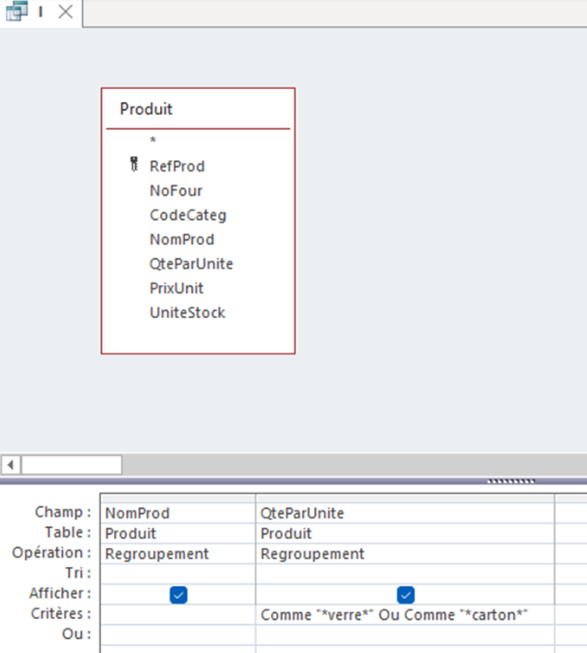 I
Produit
*
RefProd
NoFour
CodeCateg
NomProd
QteParUnite
PrixUnit
UniteStock
Champ : NomProd QteParUnite
Table : Produit Produit
Opération : Regroupement Regroupement
Tri :
Afficher :
Critères : Comme "*verre*" Ou Comme "*carton*"
Ou :